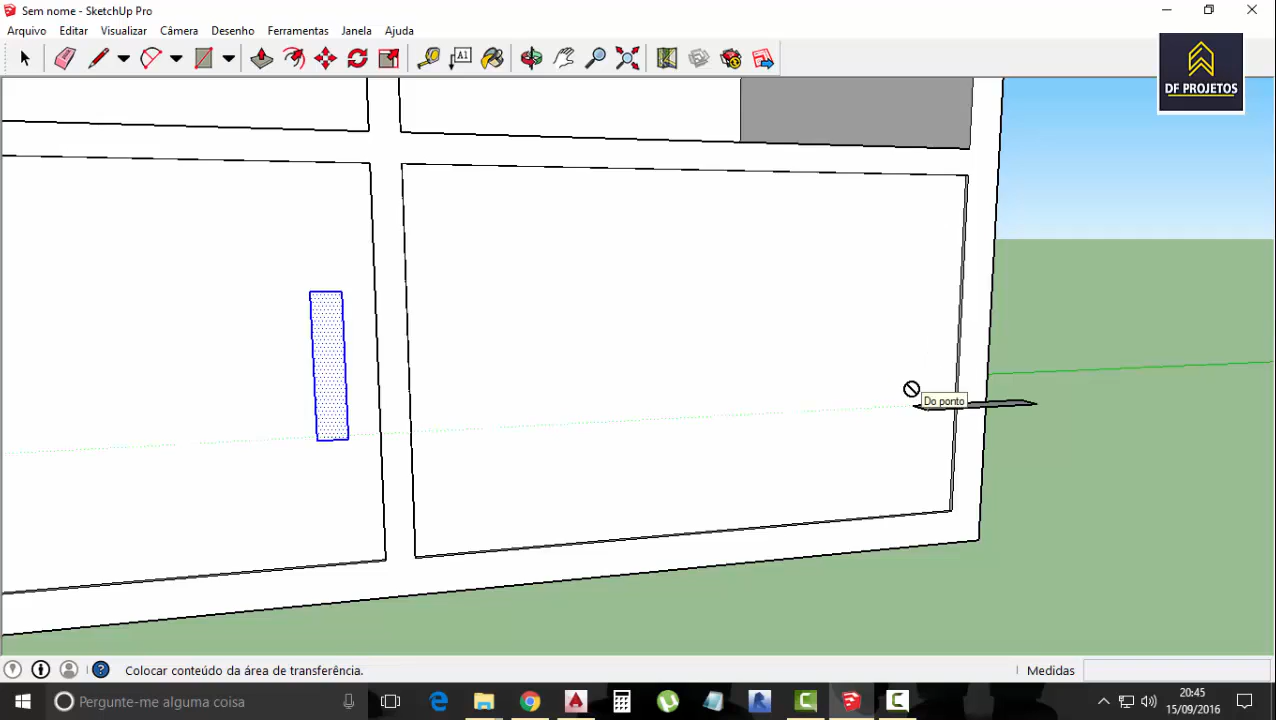 Sem nome - SketchUp Pro
Arquivo Editar Visualizar Câmera Desenho Ferramentas Janela Ajuda
A1
DF PROJETOS
Do ponto
Colocar conteúdo da área de transferência.
Medidas
Pergunte-me alguma coisa
20:45
15/09/2016